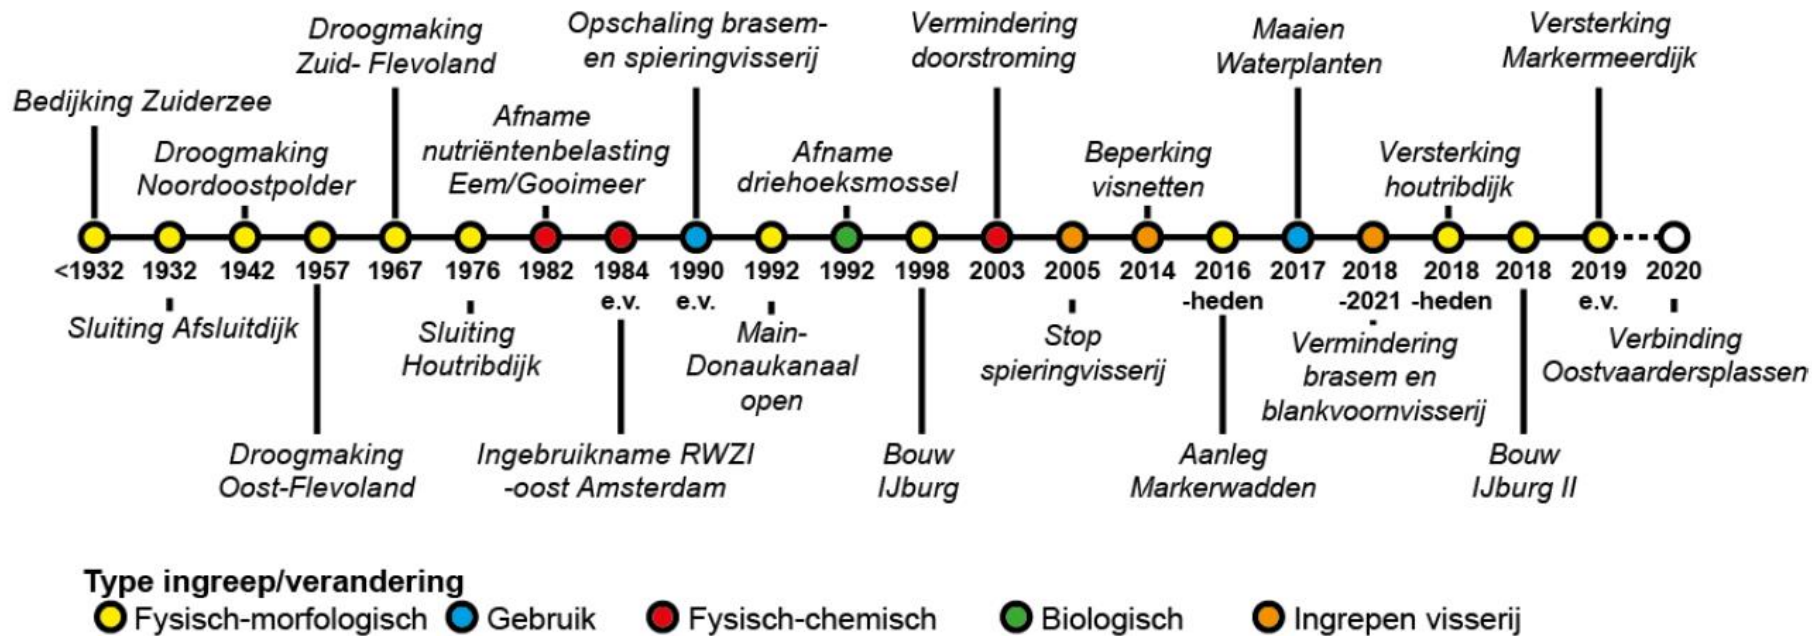 Droogmaking
Zuid- Flevoland
Opschaling brasem-
en spieringvisserij
Vermindering
doorstroming
Maaien
Waterplanten
Versterking
Markermeerdijk
Bedijking Zuiderzee
Droogmaking
Noordoostpolder
Afname
nutriëntenbelasting
Eem/Gooimeer
Afname
driehoeksmossel
Beperking
visnetten
Versterking
houtribdijk
<1932 1932 1942 1957 1967 1976 1982 1984 1990 1992 1992 1998 2003 2005 2014 2016 2017 2018 2018 2018 2019 2020
e.v. e.v. -heden -2021 -heden e.v.
Sluiting Afsluitdijk
Sluiting
Houtribdijk
Main-
Donaukanaal
open
Stop
spieringvisserij
Vermindering
brasem en
blankvoornvisserij
Verbinding
Oostvaardersplassen
Droogmaking
Oost-Flevoland
Ingebruikname RWZI
-oost Amsterdam
Bouw
IJburg
Aanleg
Markerwadden
Bouw
IJburg II
Type ingreep/verandering
Fysisch-morfologisch Gebruik Fysisch-chemisch Biologisch Ingrepen visserij